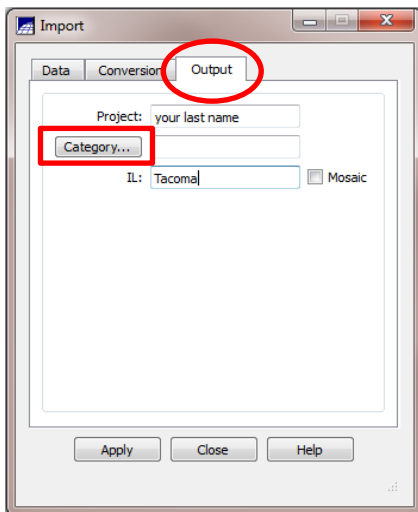 Import
Data Conversion Output
Project: your last name
Category...
IL: Tacoma Mosaic
Apply Close Help